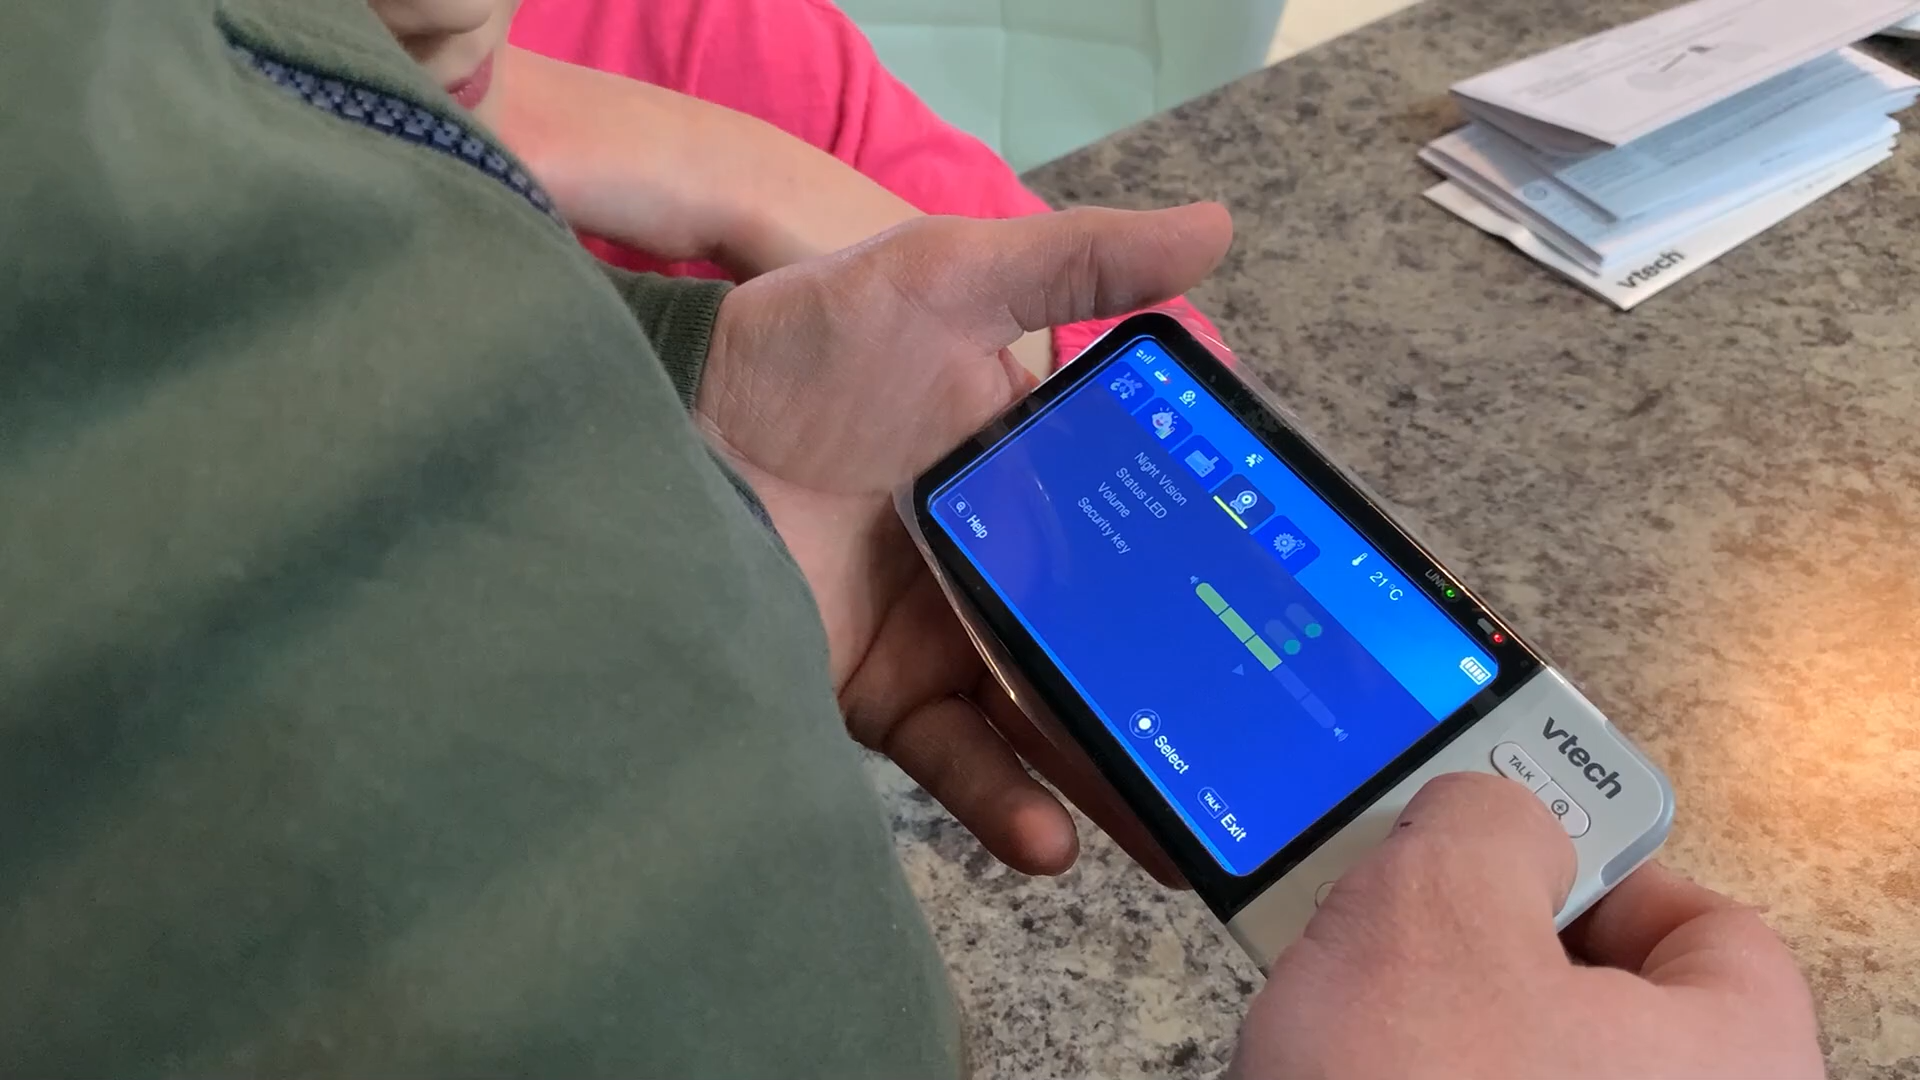 21°C
Night Vision
Status LED
Volume
Security key
Help
Select
TALK Exit
LINK
vtech
TALK
vtech